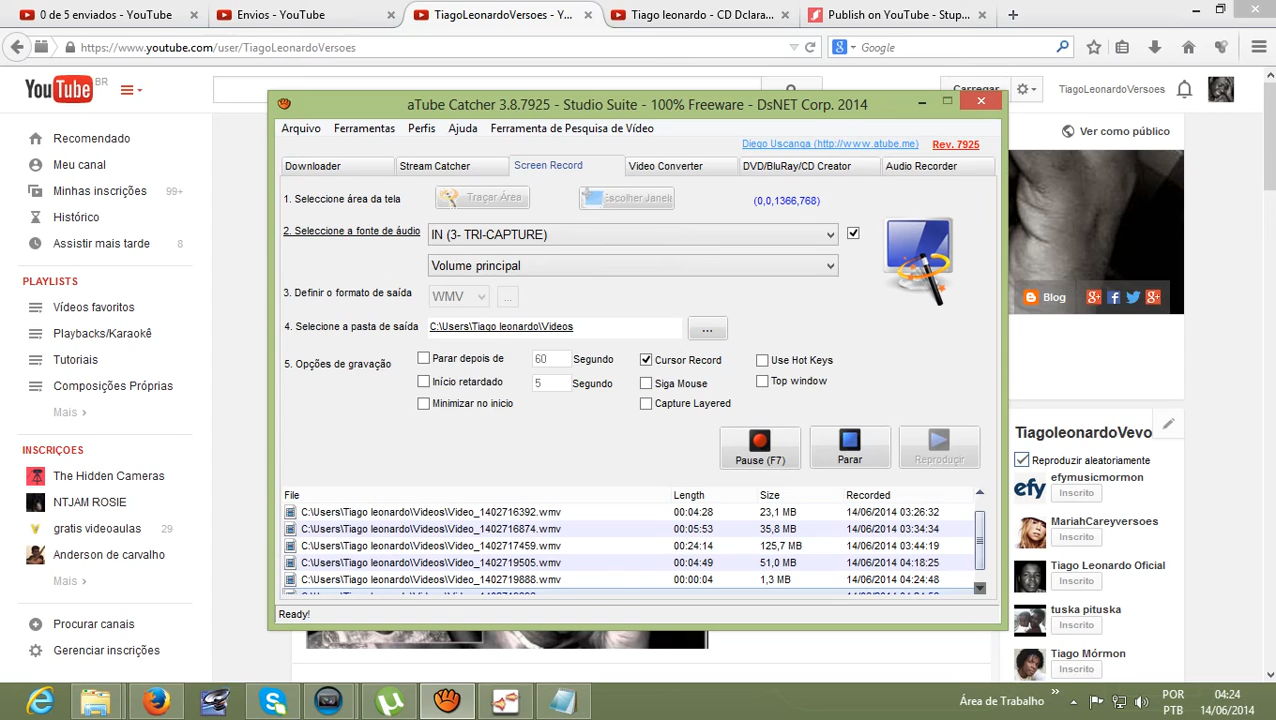 0 de 5 enviados - YouTube
Envios - YouTube
TiagoLeonardoVersoes - Y...
Tiago leonardo - CD Dclara...
Publish on YouTube - Stup...
https://www.youtube.com/user/TiagoLeonardoVersoes
Google
YouTube BR
Carregar
TiagoLeonardoVersoes
Recomendado
Meu canal
Minhas inscrições 99+
Histórico
Assistir mais tarde 8
PLAYLISTS
Vídeos favoritos
Playbacks/Karaokê
Tutoriais
Composições Próprias
Mais
INSCRIÇOES
The Hidden Cameras
NTJAM ROSIE
gratis videoaulas 29
Anderson de carvalho
Mais
Procurar canais
Gerenciar inscrições
aTube Catcher 3.8.7925 - Studio Suite - 100% Freeware - DsNET Corp. 2014
Arquivo Ferramentas Perfis Ajuda Ferramenta de Pesquisa de Vídeo
Diego Uscanga (http://www.atube.me) Rev. 7925
Downloader Stream Catcher Screen Record Video Converter DVD/BluRay/CD Creator Audio Recorder
1. Seleccione área da tela Traçar Área Escolher Janela (0,0,1366,768)
2. Seleccione a fonte de áudio IN (3- TRI-CAPTURE)
Volume principal
3. Definir o formato de saída WMV ...
4. Selecione a pasta de saída C:\Users\Tiago leonardo\Videos ...
5. Opções de gravação
Parar depois de 60 Segundo Cursor Record Use Hot Keys
Início retardado 5 Segundo Siga Mouse Top window
Minimizar no inicio Capture Layered
Pause (F7) Parar Reproduçir
File Length Size Recorded
C:\Users\Tiago leonardo\Videos\Video_1402716392.wmv 00:04:28 23,1 MB 14/06/2014 03:26:32
C:\Users\Tiago leonardo\Videos\Video_1402716874.wmv 00:05:53 35,8 MB 14/06/2014 03:34:34
C:\Users\Tiago leonardo\Videos\Video_1402717459.wmv 00:24:14 125,7 MB 14/06/2014 03:44:19
C:\Users\Tiago leonardo\Videos\Video_1402719505.wmv 00:04:49 51,0 MB 14/06/2014 04:18:25
C:\Users\Tiago leonardo\Videos\Video_1402719888.wmv 00:00:04 1,3 MB 14/06/2014 04:24:48
Ready!
Ver como público
Blog
TiagoleonardoVevo
Reproduzir aleatoriamente
efymusicmormon
Inscrito
MariahCareyversoes
Inscrito
Tiago Leonardo Oficial
Inscrito
tuska pituska
Inscrito
Tiago Mórmon
Inscrito
Área de Trabalho
POR
PTB
04:24
14/06/2014